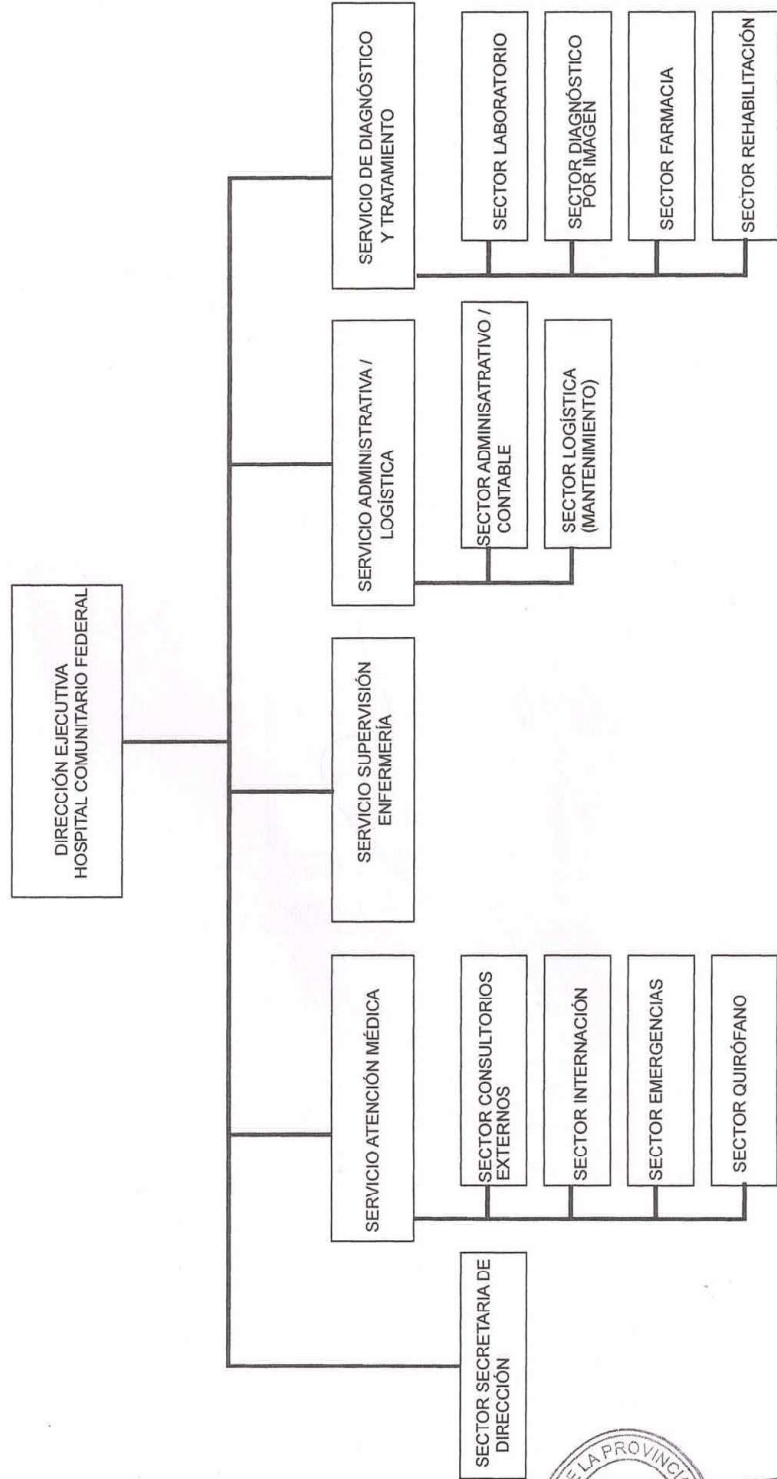 DIRECCIÓN EJECUTIVA
HOSPITAL COMUNITARIO FEDERAL
SECTOR SECRETARIA DE
DIRECCIÓN
SERVICIO ATENCIÓN MÉDICA
SECTOR CONSULTORIOS
EXTERNOS
SECTOR INTERNACIÓN
SECTOR EMERGENCIAS
SECTOR QUIRÓFANO
SERVICIO SUPERVISIÓN
ENFERMERÍA
SERVICIO ADMINISTRATIVA /
LOGÍSTICA
SECTOR ADMINISATRATIVO /
CONTABLE
SECTOR LOGÍSTICA
(MANTENIMIENTO)
SERVICIO DE DIAGNÓSTICO
Y TRATAMIENTO
SECTOR LABORATORIO
SECTOR DIAGNÓSTICO
POR IMAGEN
SECTOR FARMACIA
SECTOR REHABILITACIÓN
LA PROVINCI